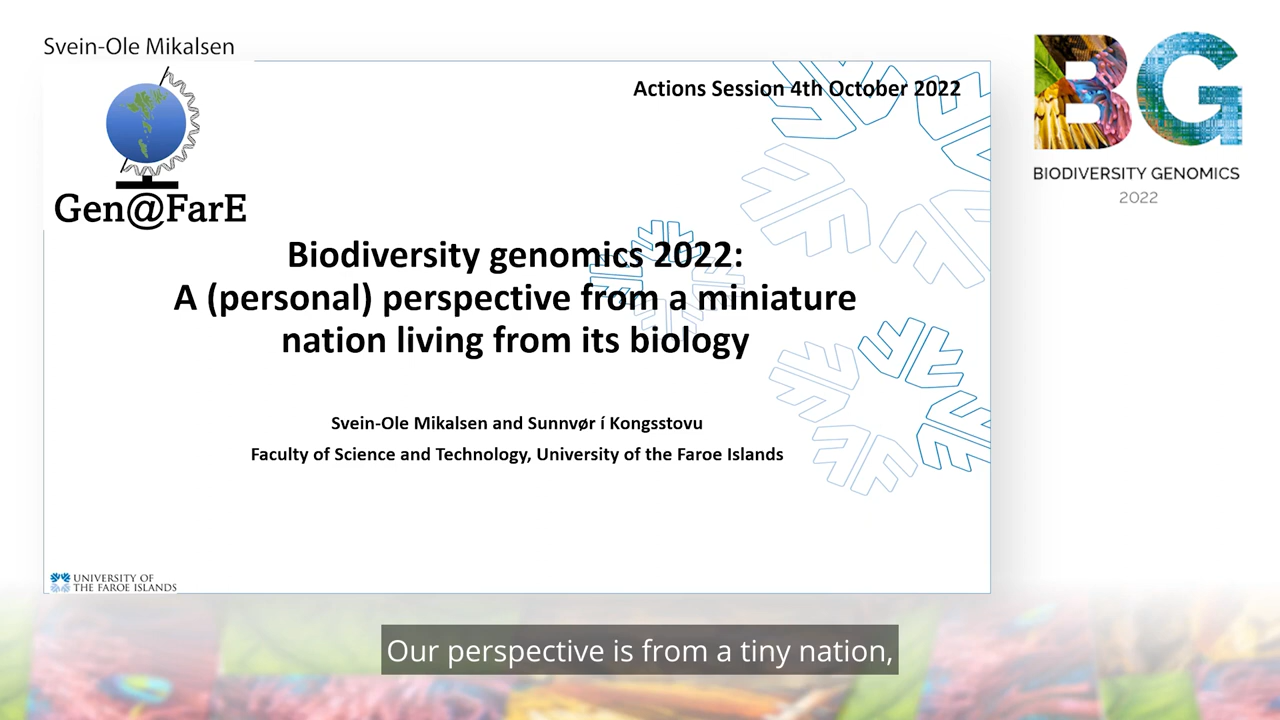 Svein-Ole Mikalsen
Actions Session 4th October 2022
Gen@FarE
BG
BIODIVERSITY GENOMICS
2022
Biodiversity genomics 2022:
A (personal) perspective from a miniature
nation living from its biology
Svein-Ole Mikalsen and Sunnvør í Kongsstovu
Faculty of Science and Technology, University of the Faroe Islands
UNIVERSITY OF
THE FAROE ISLANDS
Our perspective is from a tiny nation,